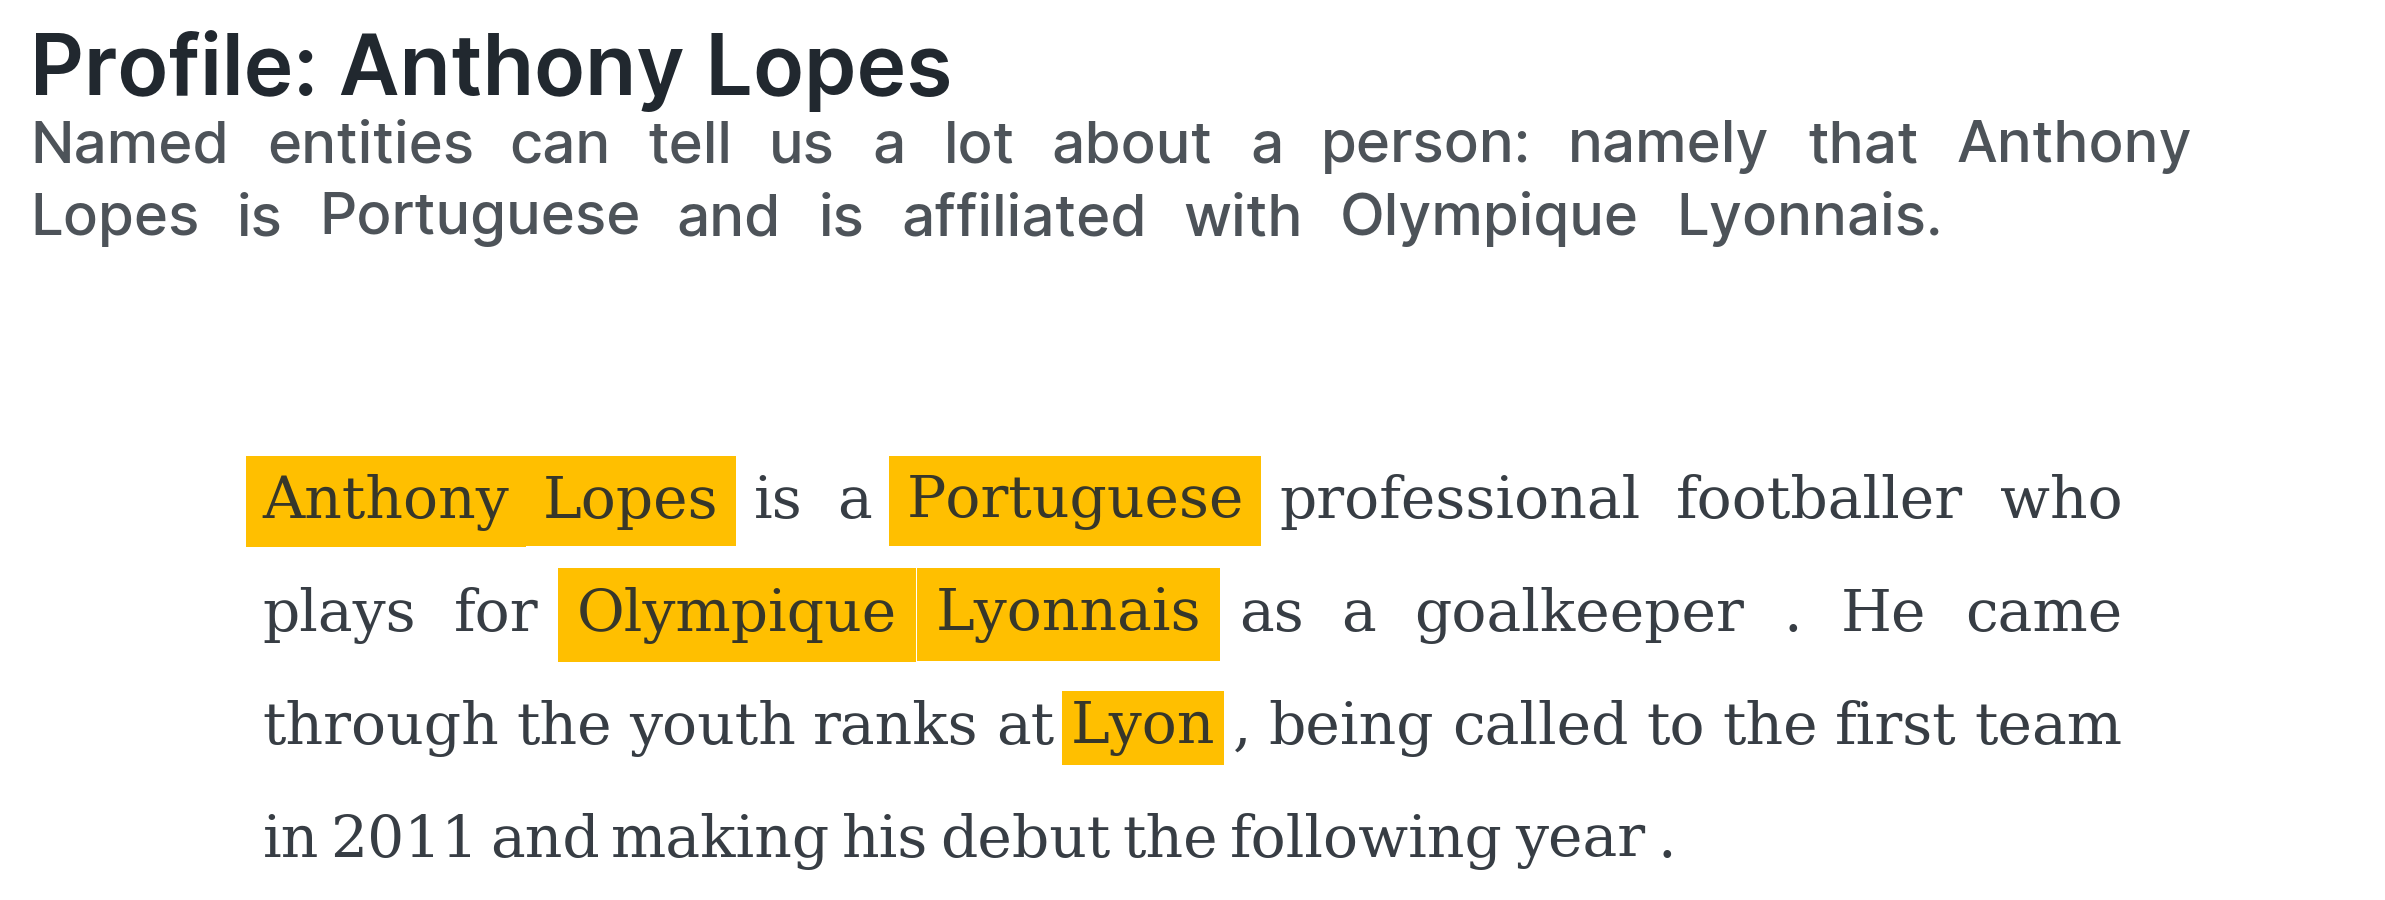 Profile: Anthony Lopes
Named entities can tell us a lot about a person: namely that Anthony
Lopes is Portuguese and is affiliated with Olympique Lyonnais.
Anthony Lopes is a Portuguese professional footballer who
plays for Olympique Lyonnais as a goalkeeper . He came
through the youth ranks at Lyon , being called to the first team
in 2011 and making his debut the following year .